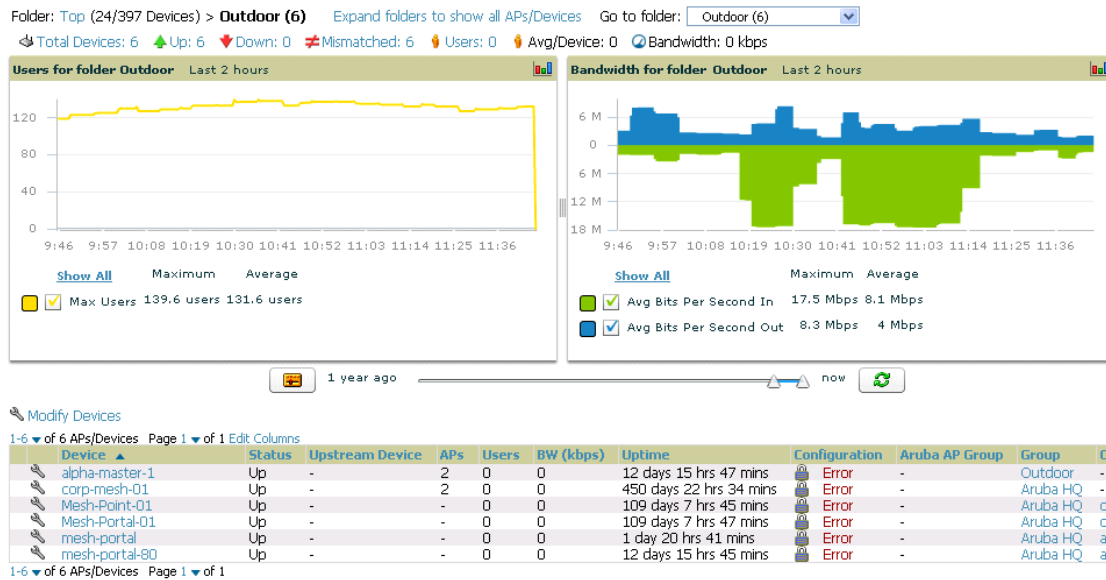 Folder: Top (24/397 Devices) > Outdoor (6) Expand folders to show all APs/Devices Go to folder: Outdoor (6)
Total Devices: 6 Up: 6 Down: 0 Mismatched: 6 Users: 0 Avg/Device: 0 Bandwidth: 0 kbps
Users for folder Outdoor Last 2 hours
120
80
40
0
9:46 9:57 10:08 10:19 10:30 10:41 10:52 11:03 11:14 11:25 11:36
Show All Maximum Average
Max Users 139.6 users 131.6 users
Bandwidth for folder Outdoor Last 2 hours
6 M
0
6 M
12 M
18 M
9:46 9:57 10:08 10:19 10:30 10:41 10:52 11:03 11:14 11:25 11:36
Show All Maximum Average
Avg Bits Per Second In 17.5 Mbps 8.1 Mbps
Avg Bits Per Second Out 8.3 Mbps 4 Mbps
1 year ago now
Modify Devices
1-6 of 6 APs/Devices Page 1 of 1 Edit Columns
Device Status Upstream Device APs Users BW (kbps) Uptime Configuration Aruba AP Group Group
alpha-master-1 Up - 2 0 0 12 days 15 hrs 47 mins Error - Outdoor -
corp-mesh-01 Up - 2 0 0 450 days 22 hrs 34 mins Error - Aruba HQ -
Mesh-Point-01 Up - - 0 0 109 days 7 hrs 45 mins Error - Aruba HQ
Mesh-Portal-01 Up - - 0 0 109 days 7 hrs 47 mins Error - Aruba HQ
mesh-portal Up - - 0 0 1 day 20 hrs 41 mins Error - Aruba HQ a
mesh-portal-80 Up - - 0 0 12 days 15 hrs 45 mins Error - Aruba HQ a
1-6 of 6 APs/Devices Page 1 of 1